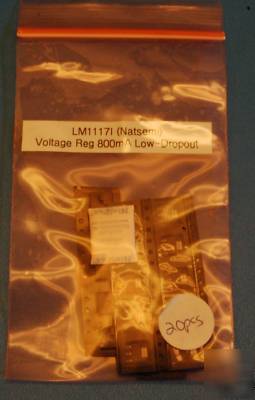 LM1117I (Natsemi)
Voltage Reg 800mA Low-Dropout
20pcs